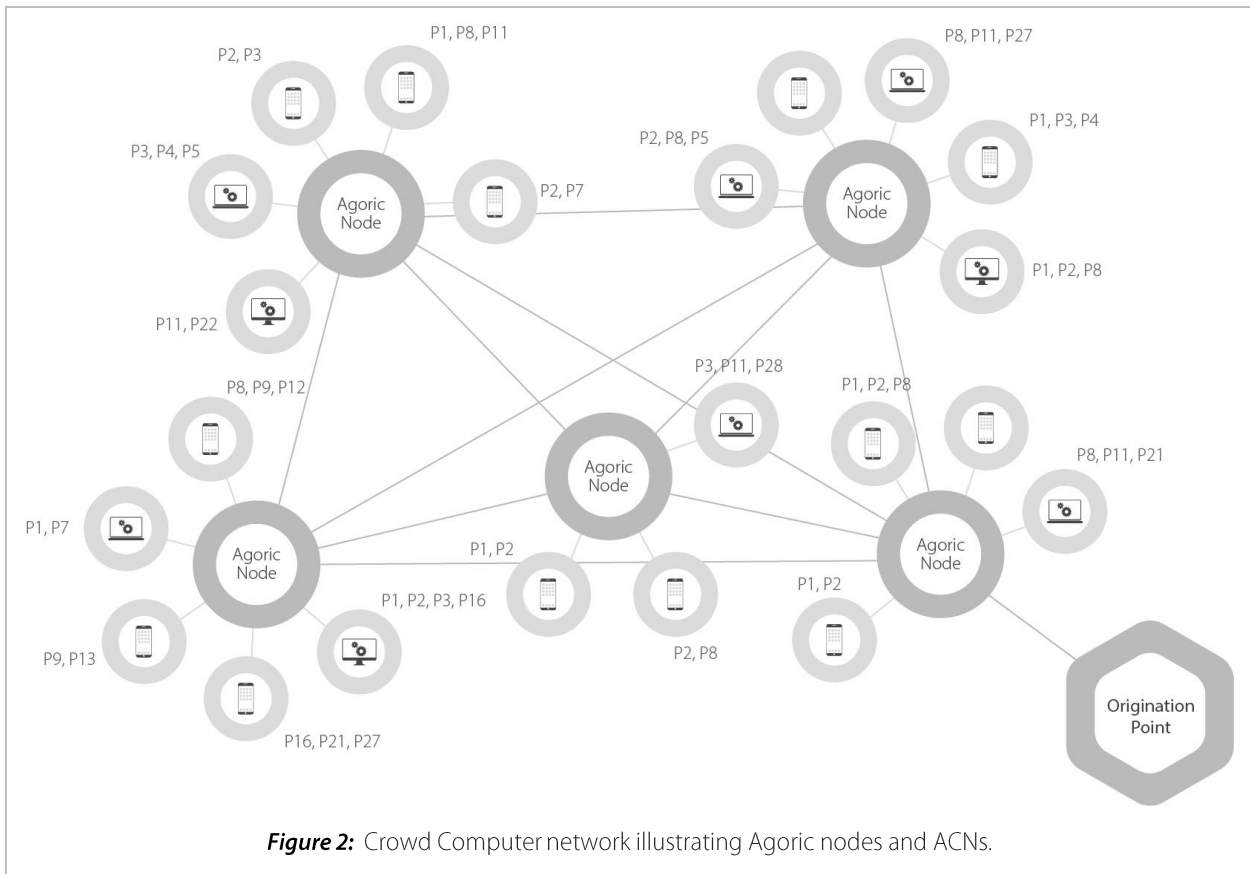 P1, P8, P11
P2, P3
P3, P4, P5
Agoric
Node
P2, P7
P11, P22
P8, P11, P27
P1, P3, P4
P2, P8, P5
Agoric
Node
P1, P2, P8
P8, P9, P12
P1, P7
Agoric
Node
P9, P13
P1, P2, P3, P16
P16, P21, P27
P3, P11, P28
Agoric
Node
P1, P2
P2, P8
P1, P2, P8
P8, P11, P21
Agoric
Node
P1, P2
Origination
Point
Figure 2: Crowd Computer network illustrating Agoric nodes and ACNs.